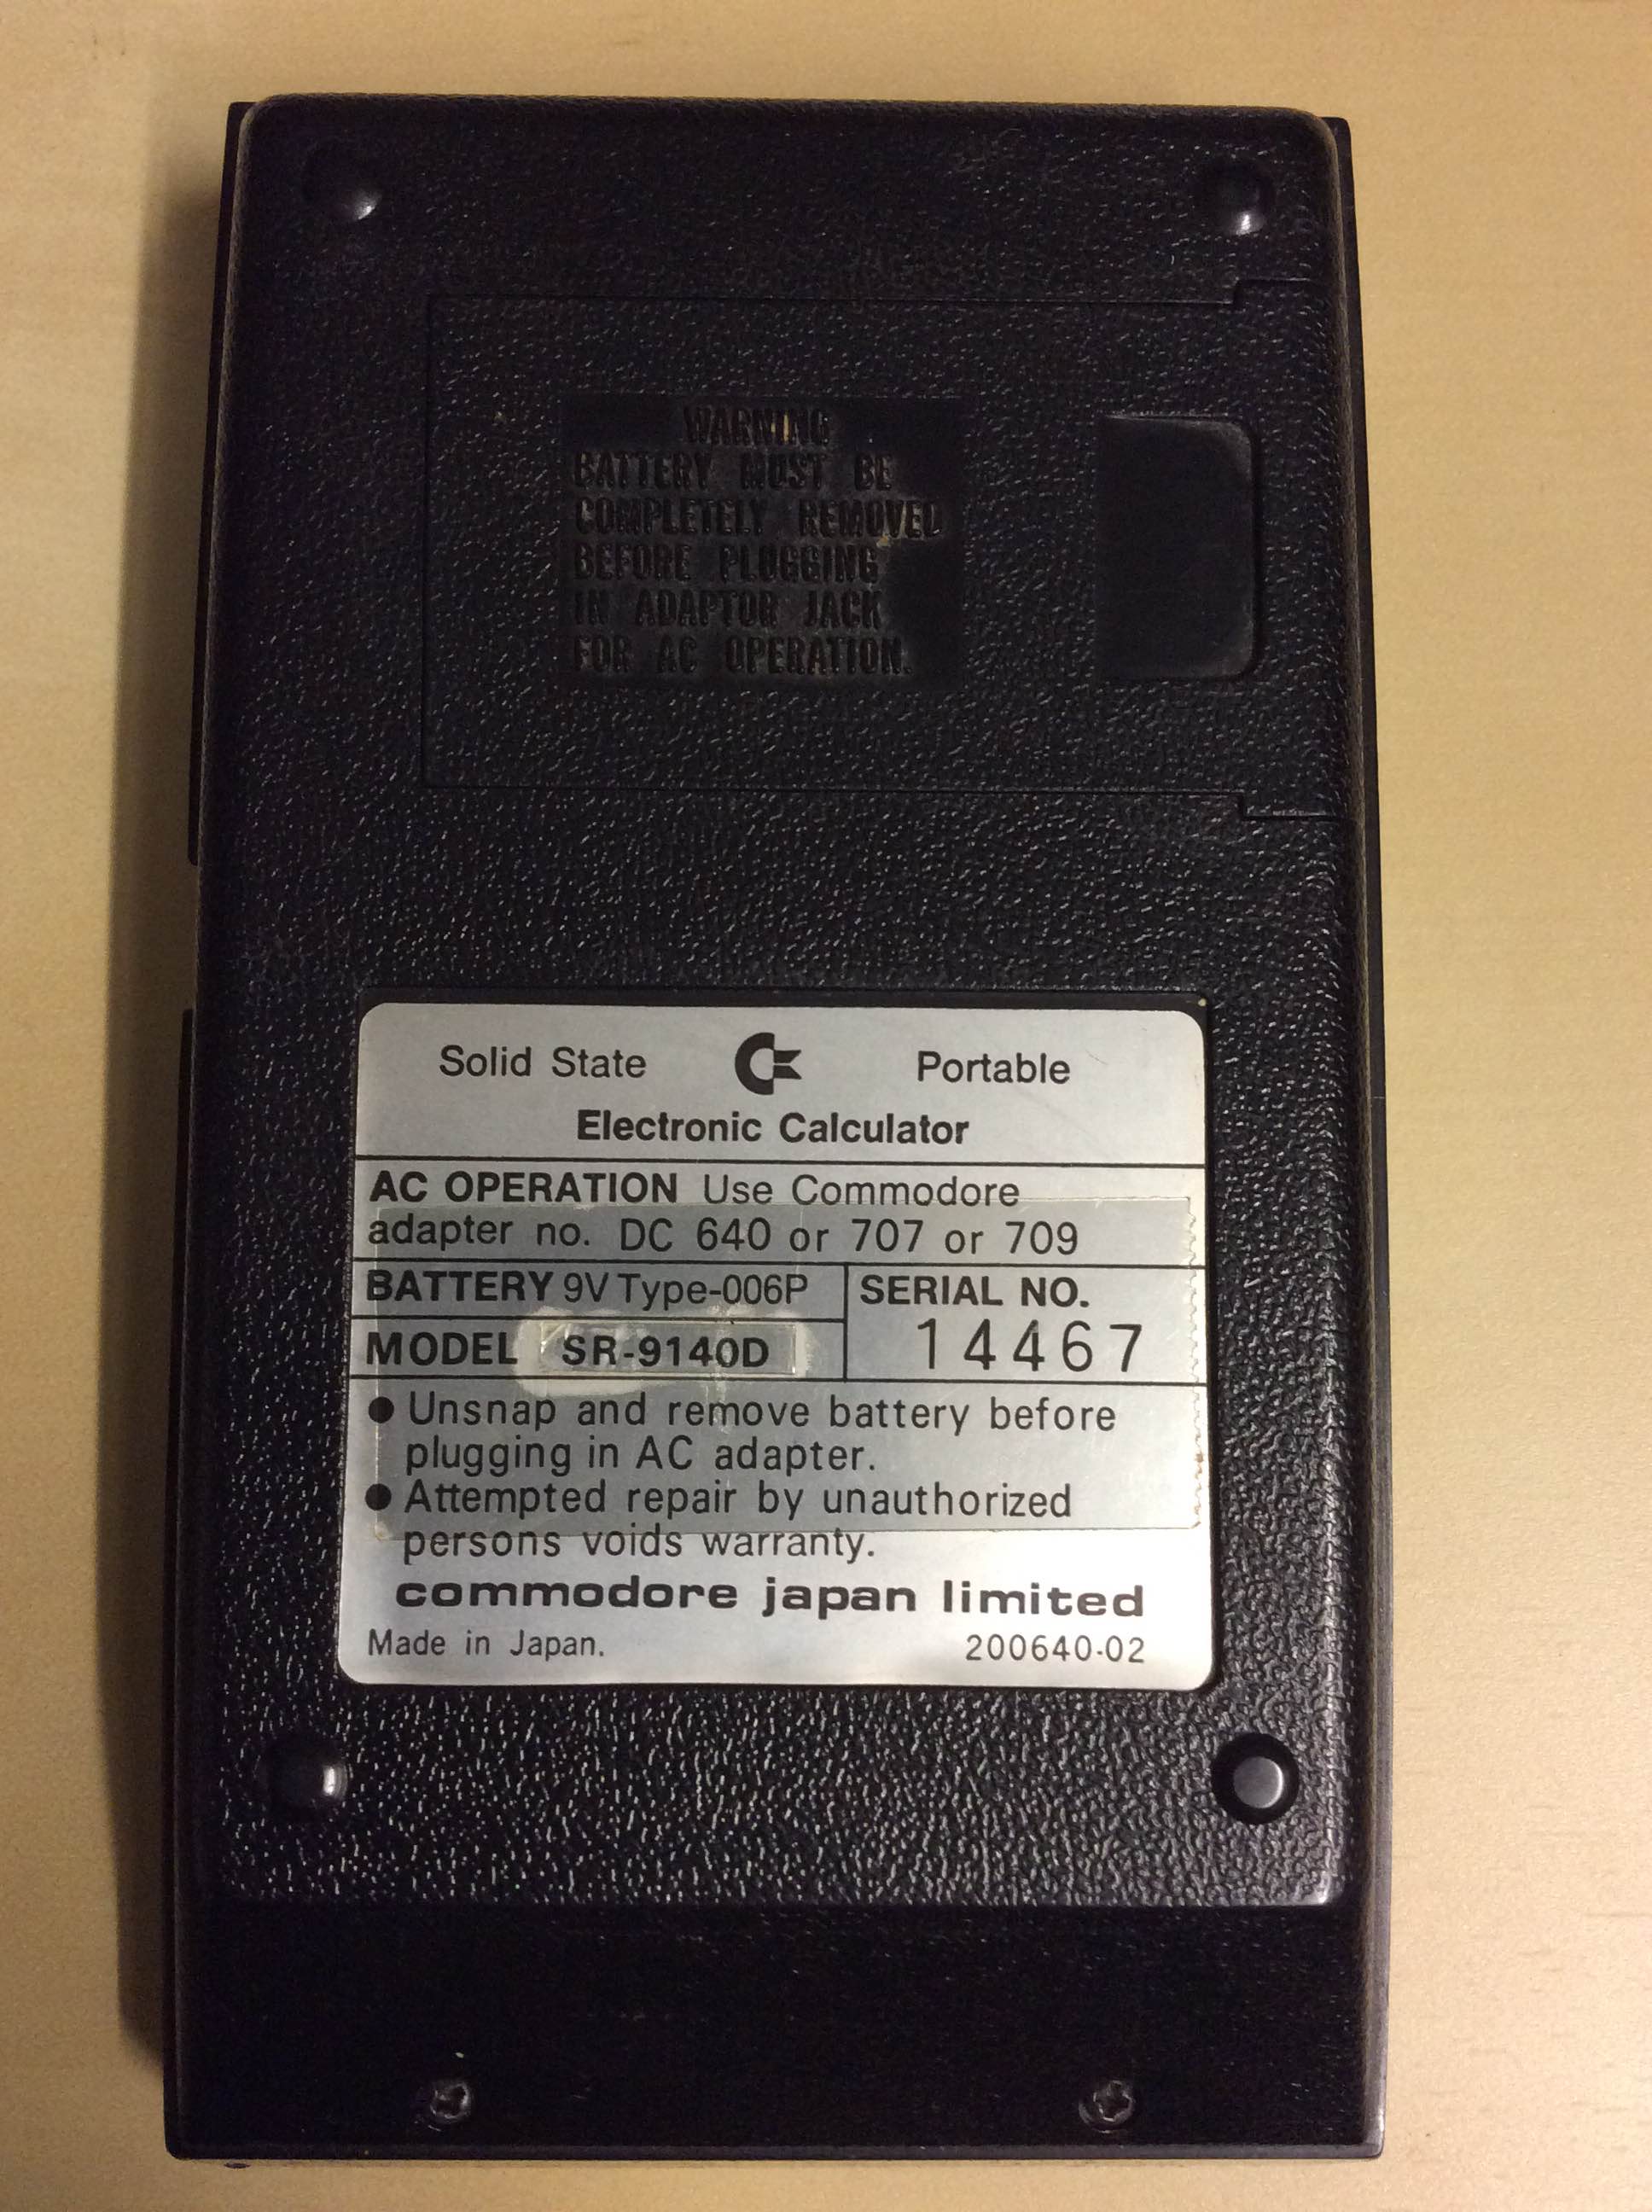 WARNING
BATTERY MUST BE
COMPLETELY REMOVED
BEFORE PLUGGING
IN ADAPTOR JACK
FOR AC OPERATION.
Solid State Portable
Electronic Calculator
AC OPERATION Use Commodore
adapter no. DC 640 or 707 or 709
BATTERY 9V Type-006P
SERIAL NO.
14467
MODEL SR-9140D
● Unsnap and remove battery before
plugging in AC adapter.
● Attempted repair by unauthorized
persons voids warranty.
commodore japan limited
Made in Japan. 200640-02